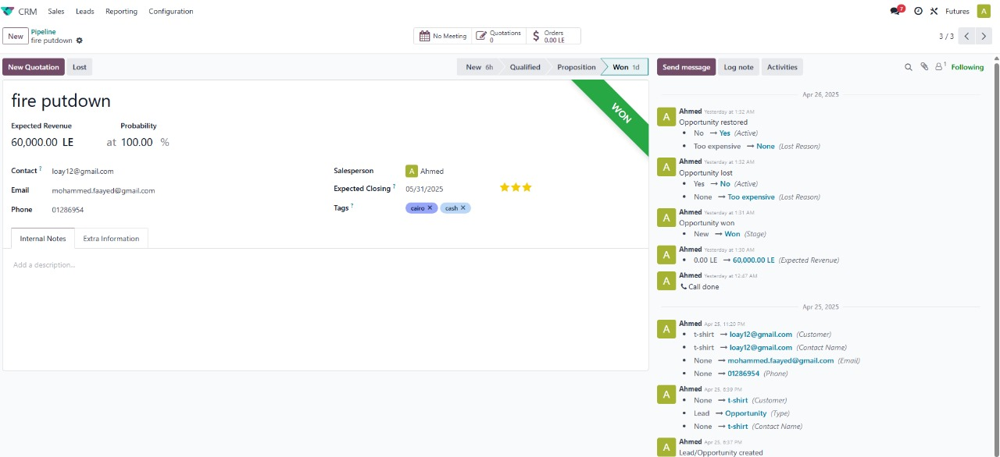 CRM Sales Leads Reporting Configuration 7 Futures A
New Pipeline
fire putdown
No Meeting Quotations 0 Orders 0.00 LE 3 / 3
New Quotation Lost New 6h Qualified Proposition Won 1d
Send message Log note Activities 1 Following
fire putdown
WON
Expected Revenue Probability
60,000.00 LE at 100.00 %
Contact ? loay12@gmail.com
Email mohammed.faayed@gmail.com
Phone 01286954
Salesperson A Ahmed
Expected Closing ? 05/31/2025
Tags ? cairo × cash ×
Internal Notes Extra Information
Add a description...
Apr 26, 2025
A Ahmed Yesterday at 1:32 AM
Opportunity restored
• No → Yes (Active)
• Too expensive → None (Lost Reason)
A Ahmed Yesterday at 1:32 AM
Opportunity lost
• Yes → No (Active)
• None → Too expensive (Lost Reason)
A Ahmed Yesterday at 1:31 AM
Opportunity won
• New → Won (Stage)
A Ahmed Yesterday at 1:30 AM
• 0.00 LE → 60,000.00 LE (Expected Revenue)
A Ahmed Yesterday at 12:47 AM
Call done
Apr 25, 2025
A Ahmed Apr 25, 11:20 PM
• t-shirt → loay12@gmail.com (Customer)
• t-shirt → loay12@gmail.com (Contact Name)
• None → mohammed.faayed@gmail.com (Email)
• None → 01286954 (Phone)
A Ahmed Apr 25, 6:39 PM
• None → t-shirt (Customer)
• Lead → Opportunity (Type)
• None → t-shirt (Contact Name)
A Ahmed Apr 25, 6:37 PM
Lead/Opportunity created